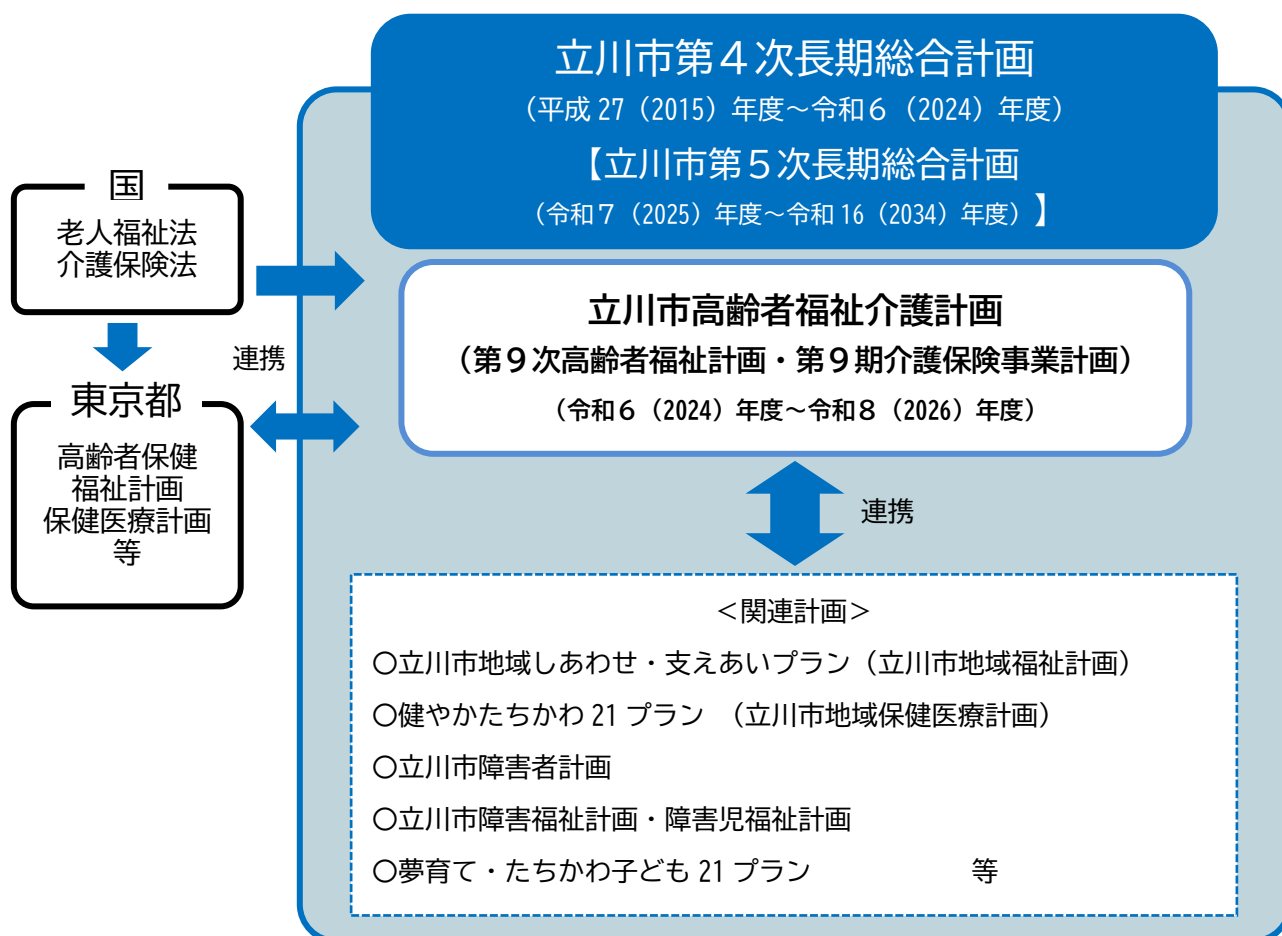 立川市第４次長期総合計画
（平成 27（2015）年度～令和６（2024）年度）
【立川市第５次長期総合計画
（令和７（2025）年度～令和 16（2034）年度）】
国
老人福祉法
介護保険法
連携
東京都
高齢者保健
福祉計画
保健医療計画
等
立川市高齢者福祉介護計画
（第９次高齢者福祉計画・第９期介護保険事業計画）
（令和６（2024）年度～令和８（2026）年度）
連携
＜関連計画＞
〇立川市地域しあわせ・支えあいプラン（立川市地域福祉計画）
〇健やかたちかわ 21 プラン （立川市地域保健医療計画）
〇立川市障害者計画
〇立川市障害福祉計画・障害児福祉計画
〇夢育て・たちかわ子ども 21 プラン 等